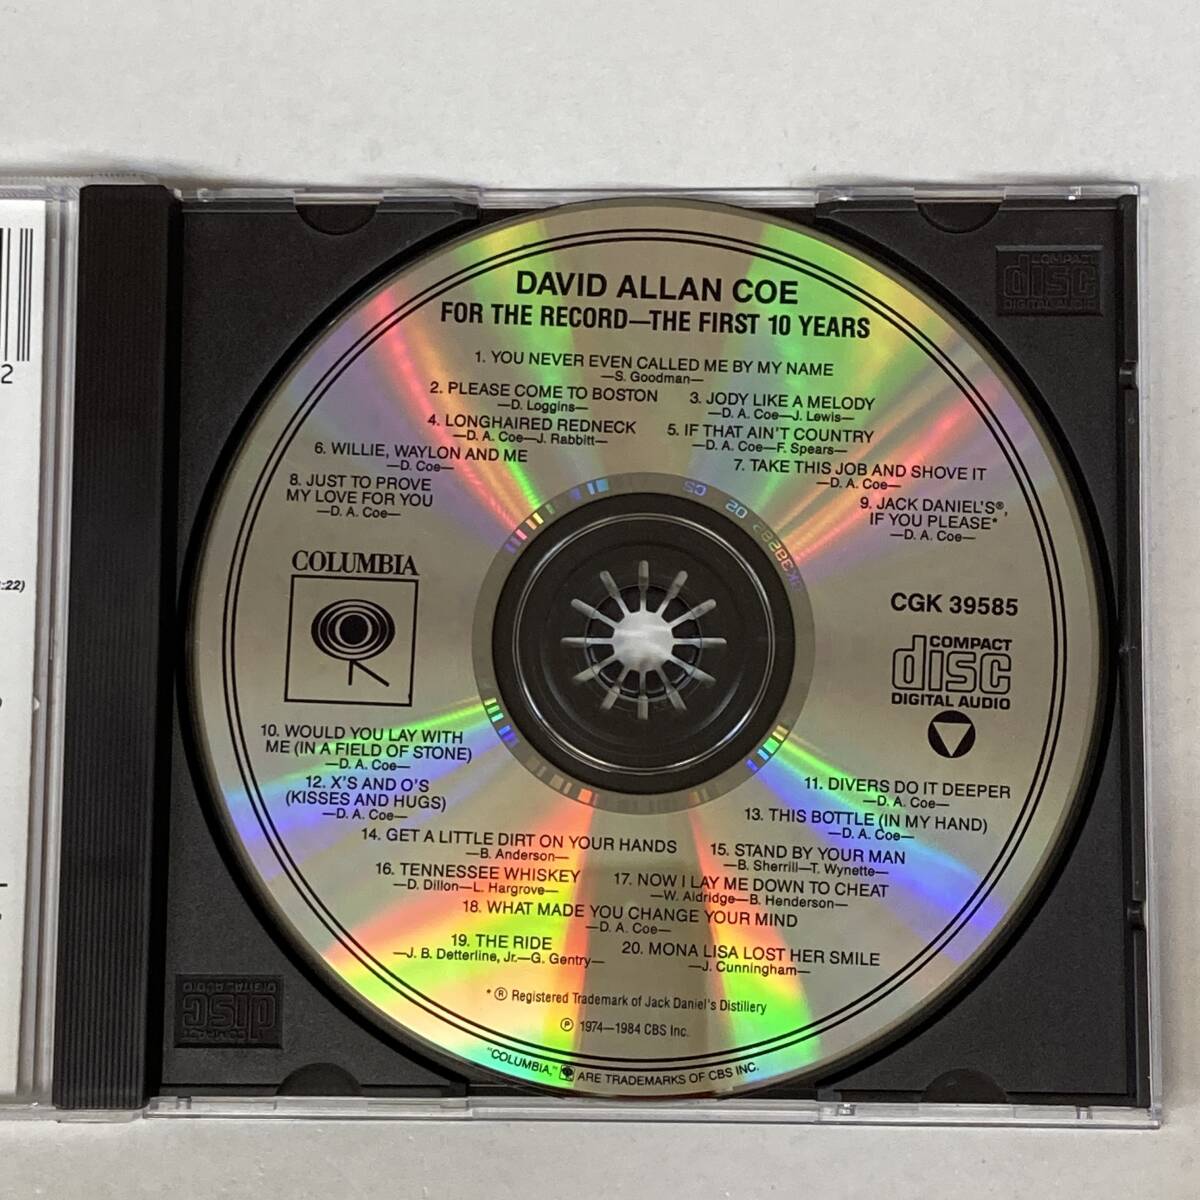 DAVID ALLAN COE
FOR THE RECORD—THE FIRST 10 YEARS
1. YOU NEVER EVEN CALLED ME BY MY NAME
—S. Goodman—
2. PLEASE COME TO BOSTON
—D. Loggins—
3. JODY LIKE A MELODY
—D. A. Coe—J. Lewis—
4. LONGHAIRED REDNECK
—D. A. Coe—J. Rabbitt—
5. IF THAT AIN'T COUNTRY
—D. A. Coe—F. Spears—
6. WILLIE, WAYLON AND ME
—D. Coe—
7. TAKE THIS JOB AND SHOVE IT
—D. A. Coe—
8. JUST TO PROVE
MY LOVE FOR YOU
—D. A. Coe—
9. JACK DANIEL'S®,
IF YOU PLEASE*
—D. A. Coe—
COLUMBIA
CGK 39585
COMPACT
disc
DIGITAL AUDIO
10. WOULD YOU LAY WITH
ME (IN A FIELD OF STONE)
—D. A. Coe—
11. DIVERS DO IT DEEPER
—D. A. Coe—
12. X'S AND O'S
(KISSES AND HUGS)
—D. A. Coe—
13. THIS BOTTLE (IN MY HAND)
—D. A. Coe—
14. GET A LITTLE DIRT ON YOUR HANDS
—B. Anderson—
15. STAND BY YOUR MAN
—B. Sherrill—T. Wynette—
16. TENNESSEE WHISKEY
—D. Dillon—L. Hargrove—
17. NOW I LAY ME DOWN TO CHEAT
—W. Aldridge—B. Henderson—
18. WHAT MADE YOU CHANGE YOUR MIND
—D. A. Coe—
19. THE RIDE
—J. B. Detterline, Jr.—G. Gentry—
20. MONA LISA LOST HER SMILE
—J. Cunningham—
* ® Registered Trademark of Jack Daniel's Distillery
℗ 1974—1984 CBS Inc.
"COLUMBIA," ARE TRADEMARKS OF CBS INC.
COMPACT
disc
DIGITAL AUDIO
COMPACT
disc
DIGITAL AUDIO
2
:22)